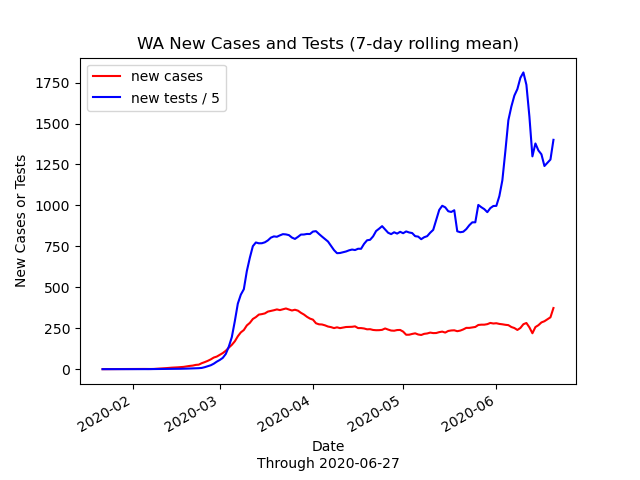 WA New Cases and Tests (7-day rolling mean)
new cases
new tests / 5
New Cases or Tests
1750
1500
1250
1000
750
500
250
0
2020-02
2020-03
2020-04
2020-05
2020-06
Date
Through 2020-06-27